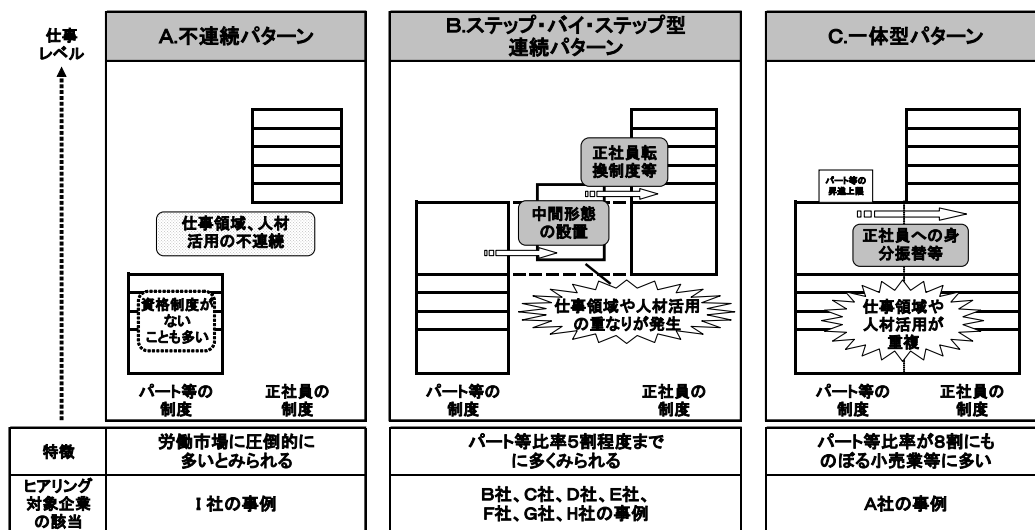 仕事
レベル
A.不連続パターン
仕事領域、人材
活用の不連続
資格制度が
ない
ことも多い
パート等の
制度
正社員の
制度
B.ステップ・バイ・ステップ型
連続パターン
正社員転
換制度等
中間形態
の設置
仕事領域や人材活用
の重なりが発生
パート等の
制度
正社員の
制度
C.一体型パターン
パート等の
昇進上限
正社員への身
分振替等
仕事領域や
人材活用が
重複
パート等の
制度
正社員の
制度
特徴
労働市場に圧倒的に
多いとみられる
パート等比率5割程度まで
に多くみられる
パート等比率が8割にも
のぼる小売業等に多い
ヒアリング
対象企業
の該当
I社の事例
B社、C社、D社、E社、
F社、G社、H社の事例
A社の事例